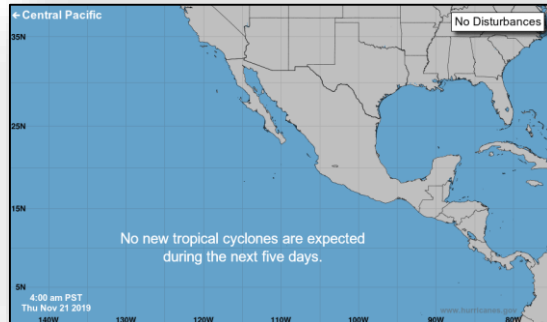 ← Central Pacific
No Disturbances
35N
25N
15N
No new tropical cyclones are expected
during the next five days.
5N
4:00 am PST
Thu Nov 21 2019
www.hurricanes.gov
140W
130W
120W
110W
100W
90W
80W